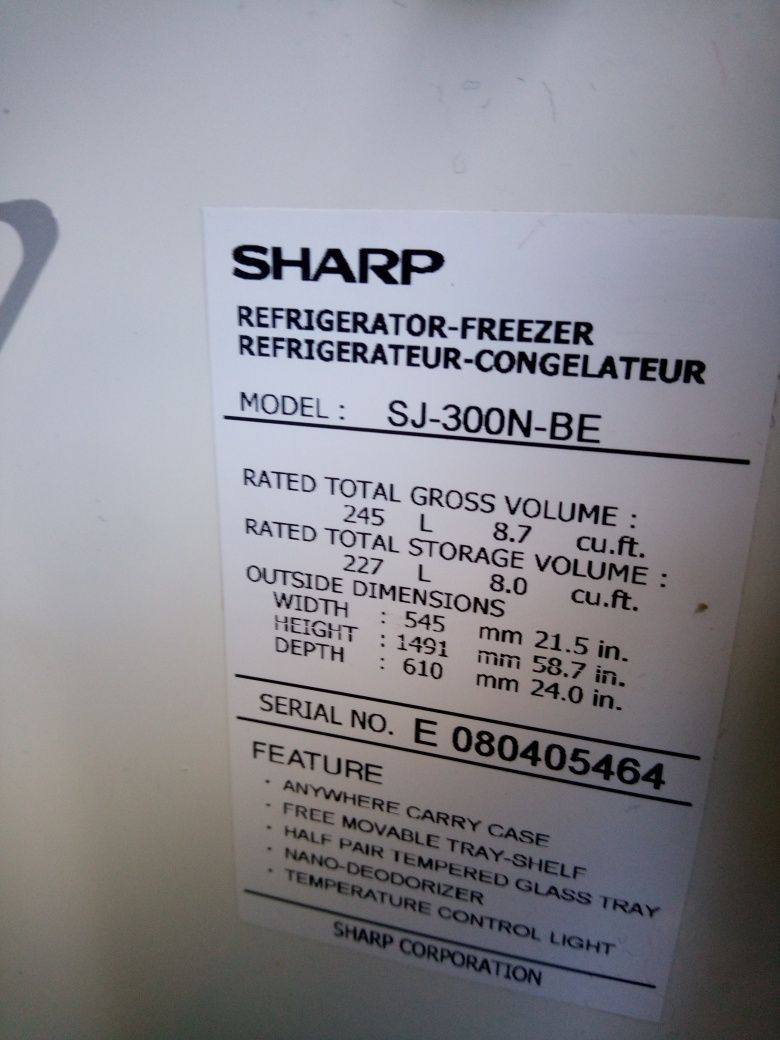 SHARP
REFRIGERATOR-FREEZER
REFRIGERATEUR-CONGELATEUR
MODEL : SJ-300N-BE
RATED TOTAL GROSS VOLUME :
245 L 8.7 cu.ft.
RATED TOTAL STORAGE VOLUME :
227 L 8.0 cu.ft.
OUTSIDE DIMENSIONS
WIDTH : 545 mm 21.5 in.
HEIGHT : 1491 mm 58.7 in.
DEPTH : 610 mm 24.0 in.
SERIAL NO. E 080405464
FEATURE
· ANYWHERE CARRY CASE
· FREE MOVABLE TRAY-SHELF
· HALF PAIR TEMPERED GLASS TRAY
· NANO-DEODORIZER
· TEMPERATURE CONTROL LIGHT
SHARP CORPORATION